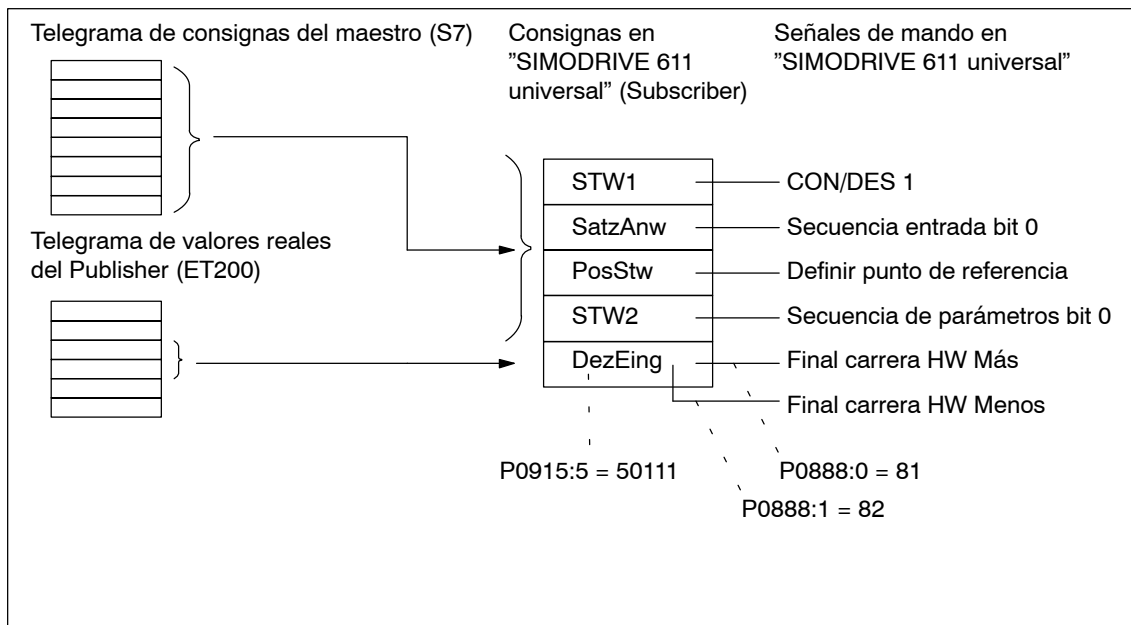 Telegrama de consignas del maestro (S7)
Consignas en
”SIMODRIVE 611
universal” (Subscriber)
Señales de mando en
”SIMODRIVE 611 universal”
STW1
CON/DES 1
SatzAnw
Secuencia entrada bit 0
Telegrama de valores reales
del Publisher (ET200)
PosStw
Definir punto de referencia
STW2
Secuencia de parámetros bit 0
DezEing
Final carrera HW Más
Final carrera HW Menos
P0915:5 = 50111
P0888:0 = 81
P0888:1 = 82